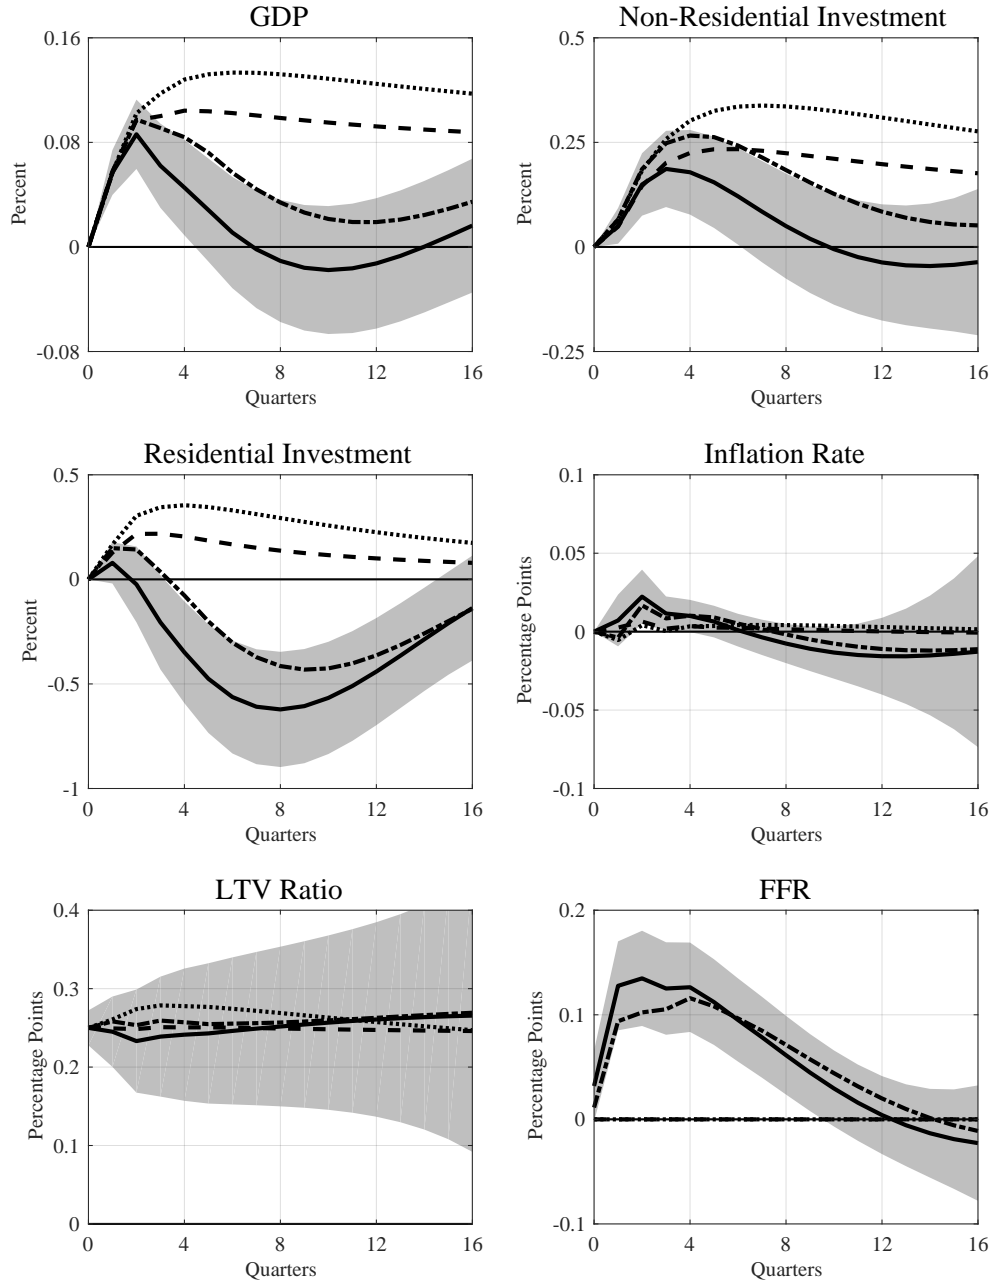 GDP
0.16
0.08
0
-0.08
Percent
0 4 8 12 16
Quarters
Non-Residential Investment
0.5
0.25
0
-0.25
Percent
0 4 8 12 16
Quarters
Residential Investment
0.5
0
-0.5
-1
Percent
0 4 8 12 16
Quarters
Inflation Rate
0.1
0.05
0
-0.05
-0.1
Percentage Points
0 4 8 12 16
Quarters
LTV Ratio
0.4
0.3
0.2
0.1
0
Percentage Points
0 4 8 12 16
Quarters
FFR
0.2
0.1
0
-0.1
Percentage Points
0 4 8 12 16
Quarters